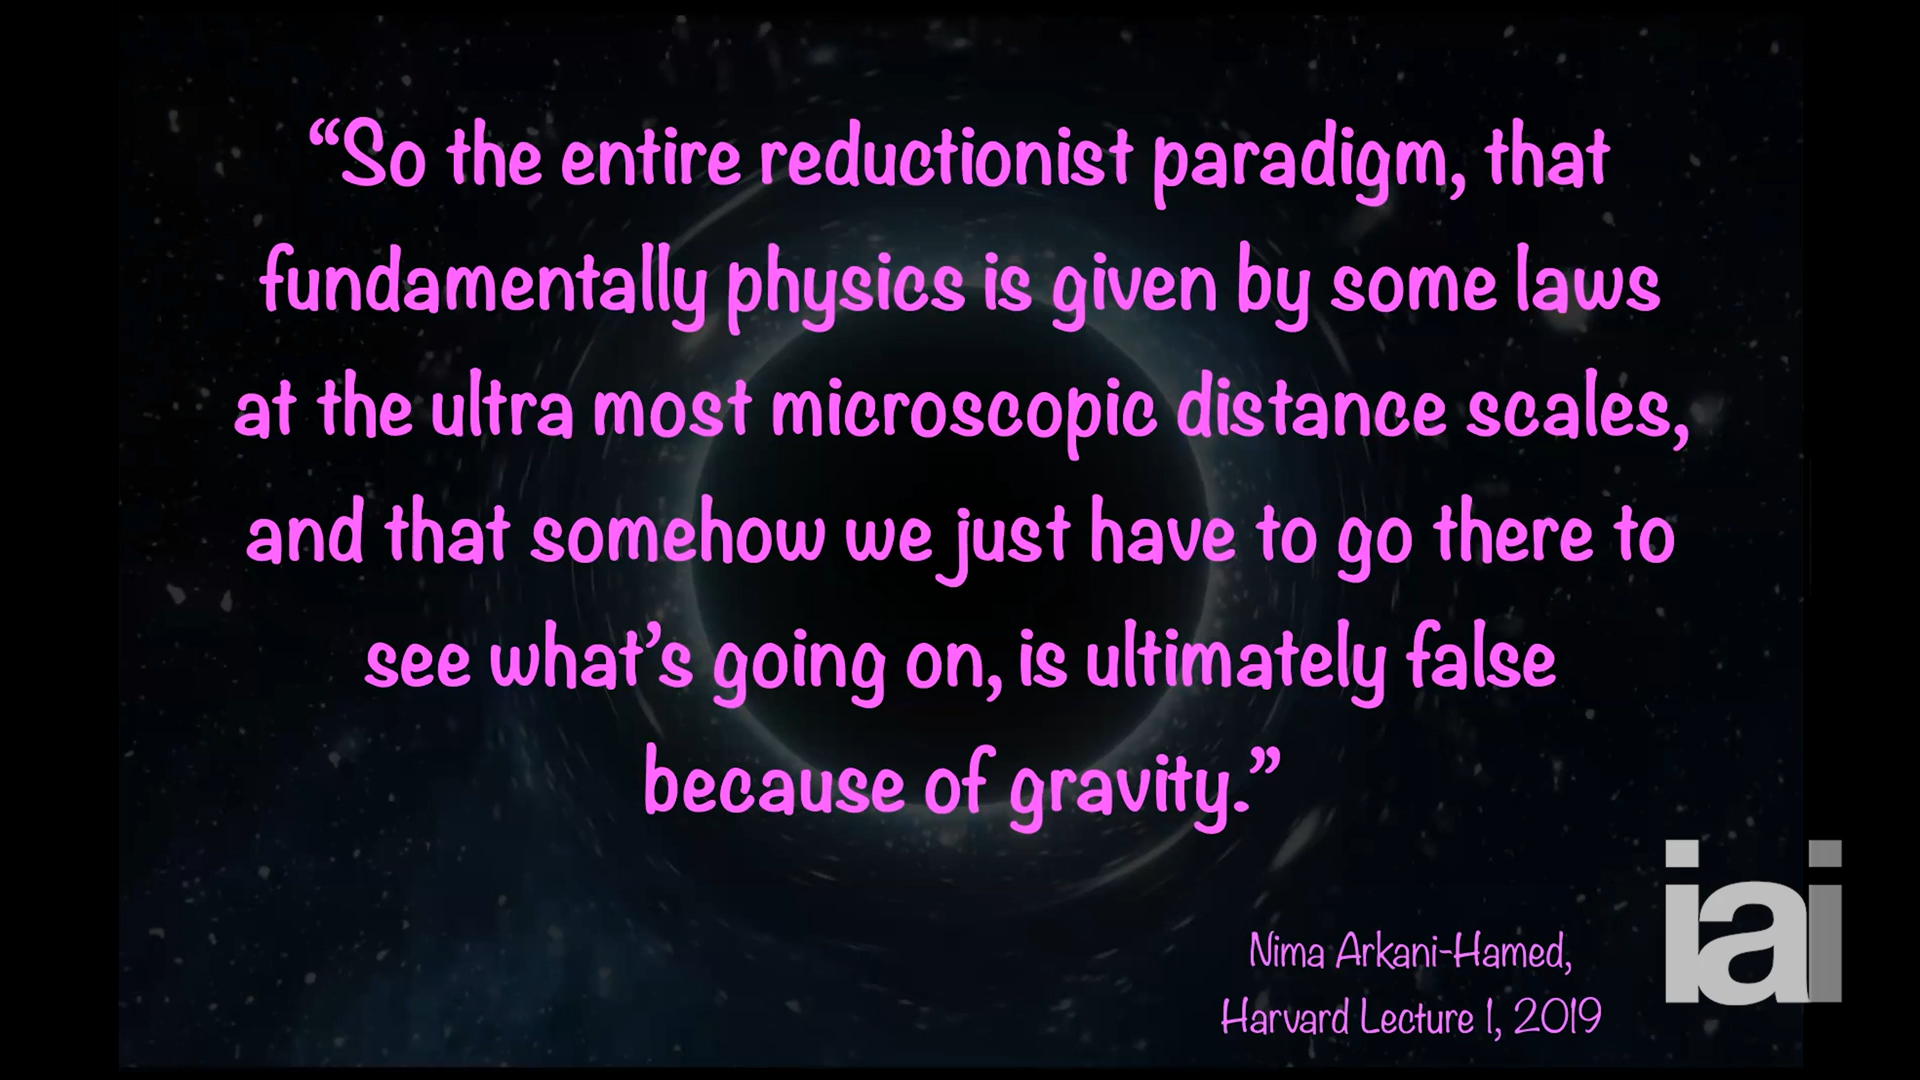 “So the entire reductionist paradigm, that
fundamentally physics is given by some laws
at the ultra most microscopic distance scales,
and that somehow we just have to go there to
see what’s going on, is ultimately false
because of gravity.”
Nima Arkani-Hamed,
Harvard Lecture 1, 2019
iai